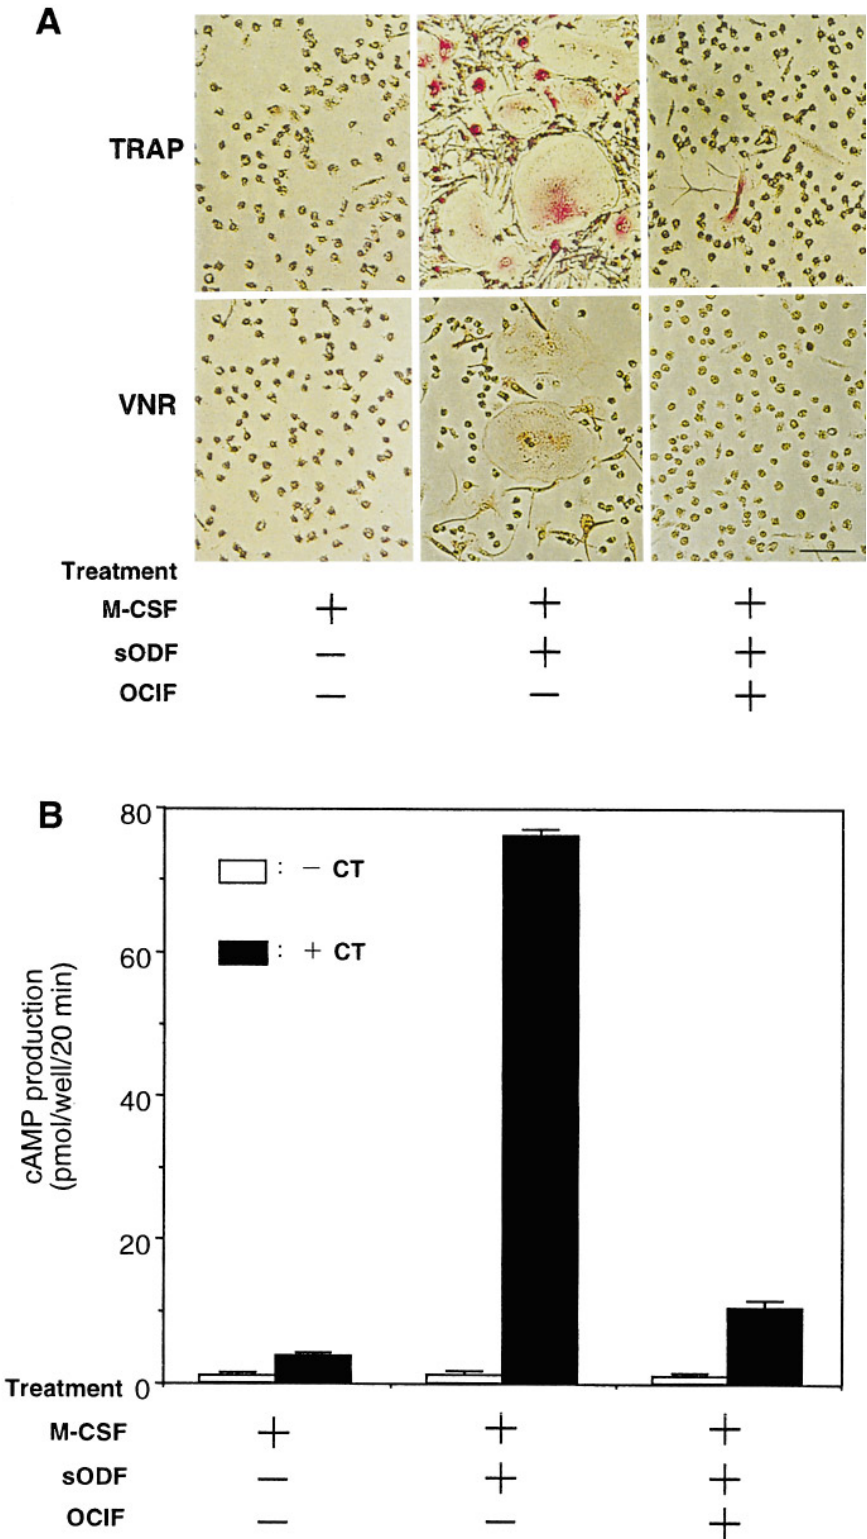 A
TRAP
VNR
Treatment
M-CSF + + +
sODF – + +
OCIF – – +
B
80
: – CT
: + CT
60
40
20
0
cAMP production
(pmol/well/20 min)
Treatment
M-CSF + + +
sODF – + +
OCIF – – +